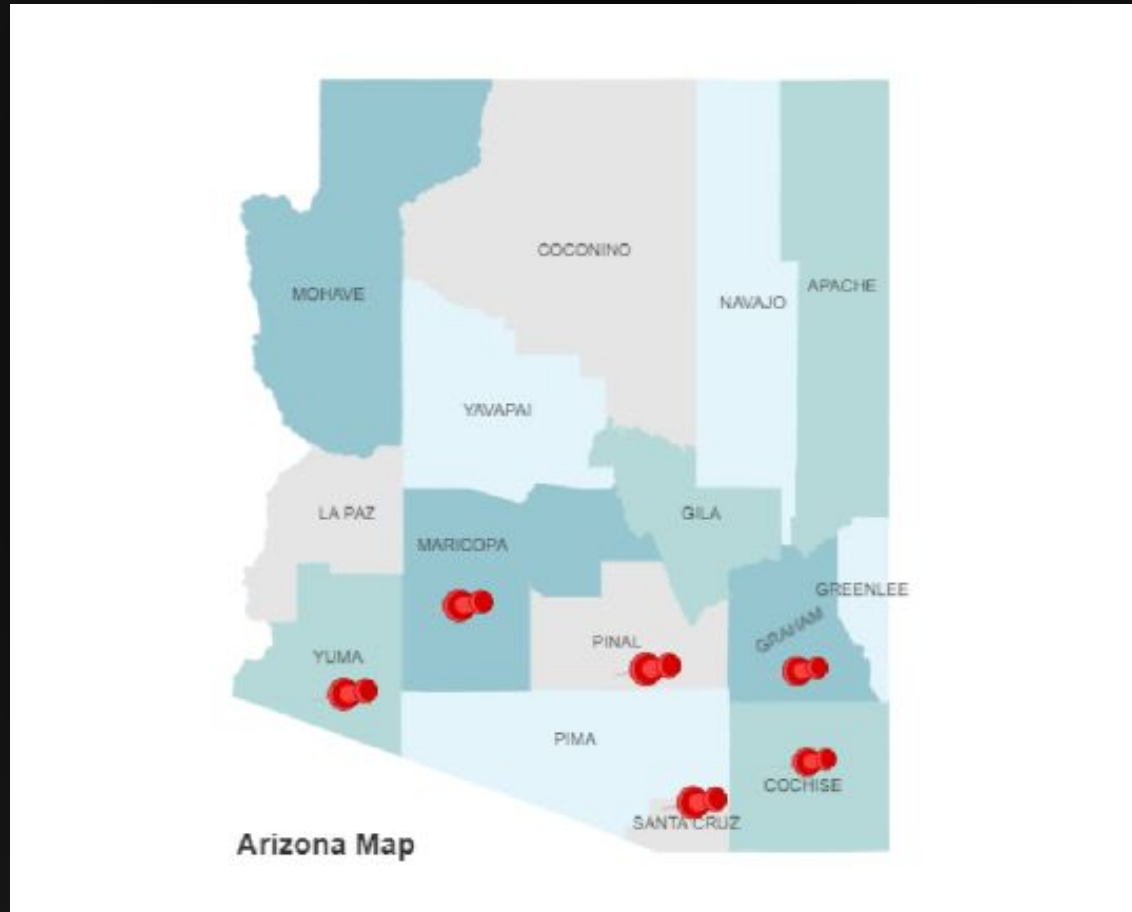 COCONINO
APACHE
MOHAVE
NAVAJO
YAVAPAI
LA PAZ
GILA
MARICOPA
GREENLEE
GRAHAM
PINAL
YUMA
PIMA
COCHISE
SANTA CRUZ
Arizona Map